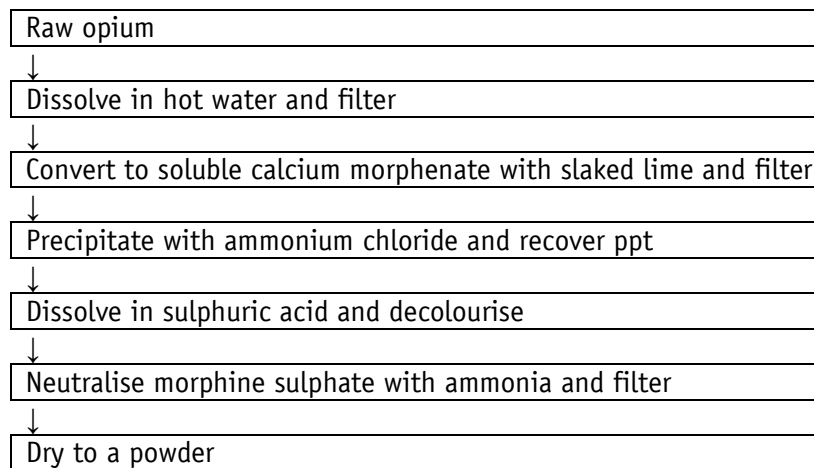 Raw opium
↓
Dissolve in hot water and filter
↓
Convert to soluble calcium morphenate with slaked lime and filter
↓
Precipitate with ammonium chloride and recover ppt
↓
Dissolve in sulphuric acid and decolourise
↓
Neutralise morphine sulphate with ammonia and filter
↓
Dry to a powder